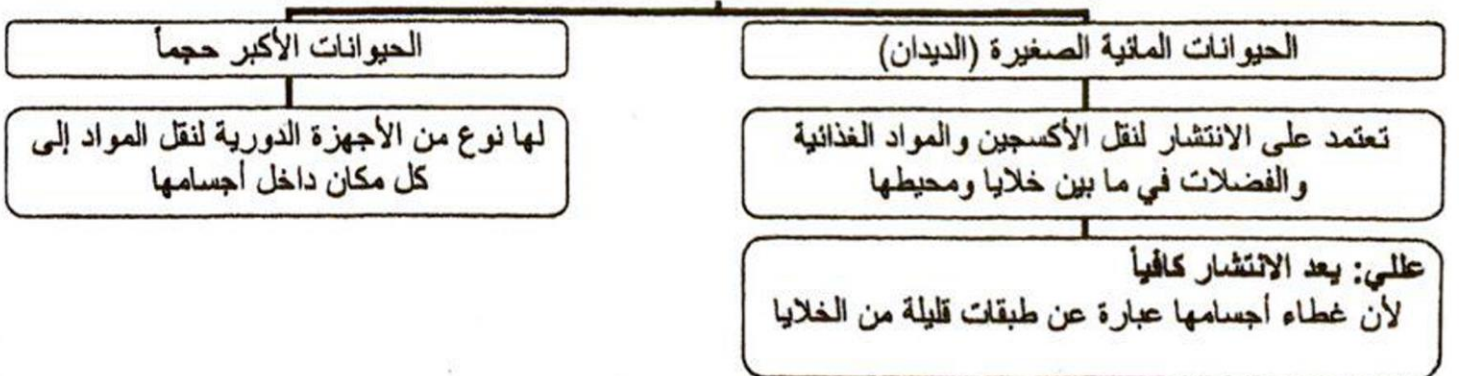 الحيوانات المائية الصغيرة (الديدان)
تعتمد على الانتشار لنقل الأكسجين والمواد الغذائية
والفضلات في ما بين خلايا ومحيطها
عللي: يعد الانتشار كافياً
لأن غطاء أجسامها عبارة عن طبقات قليلة من الخلايا
الحيوانات الأكبر حجماً
لها نوع من الأجهزة الدورية لنقل المواد إلى
كل مكان داخل أجسامها